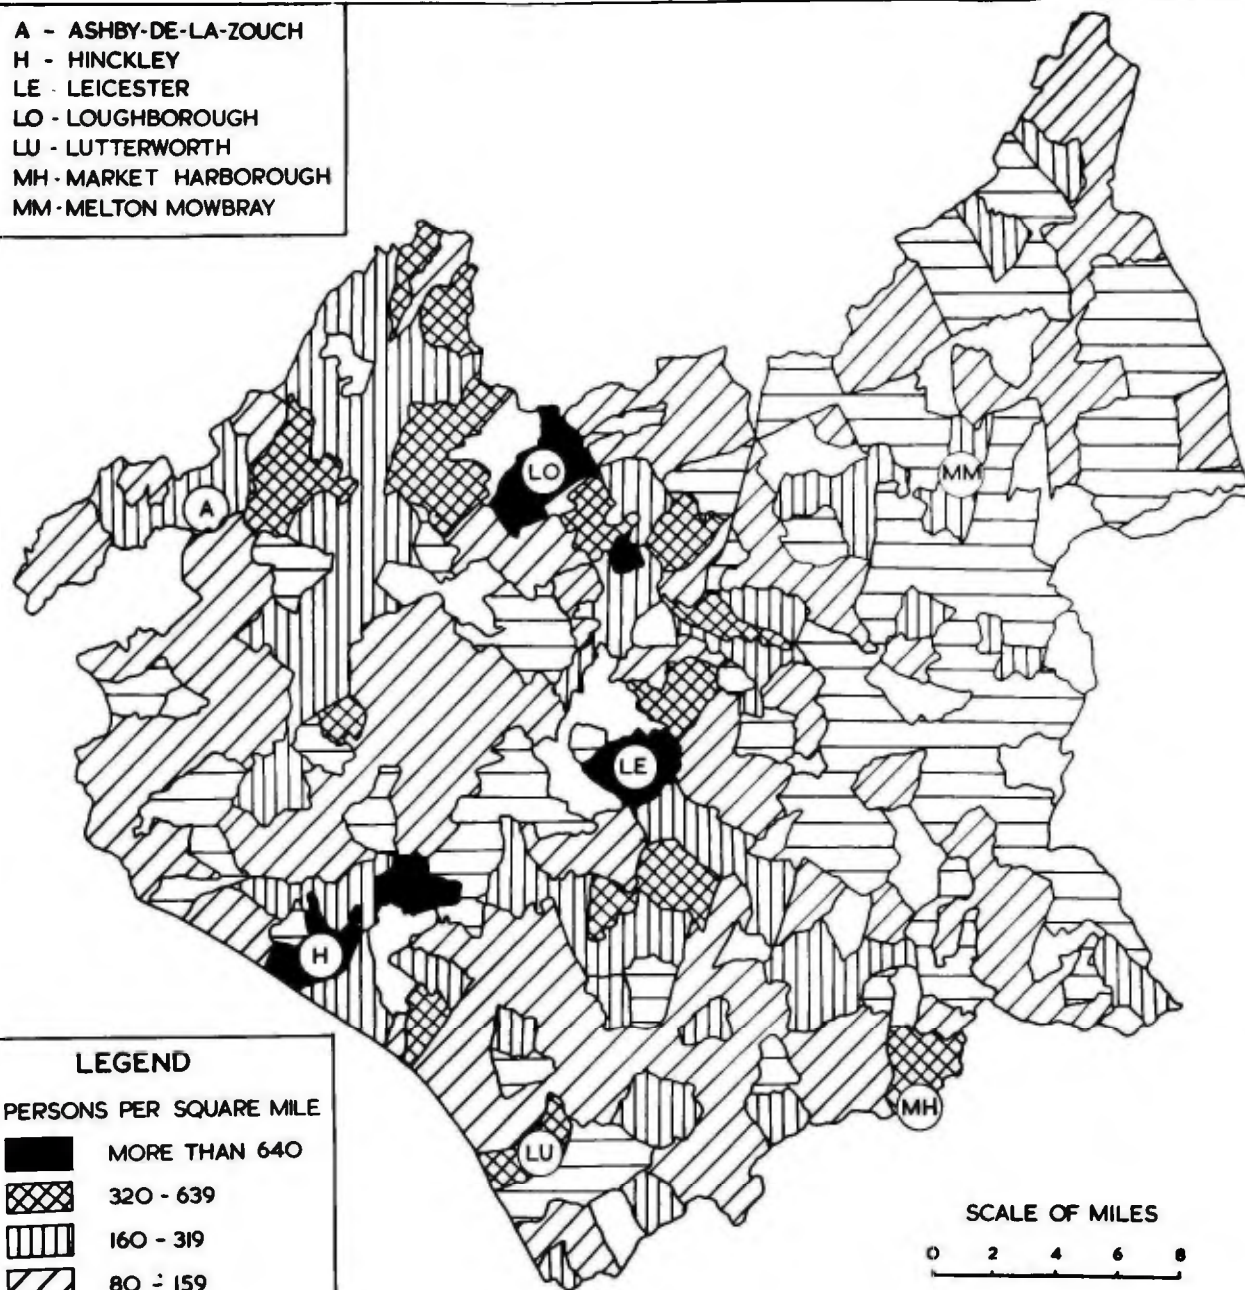 A - ASHBY-DE-LA-ZOUCH
H - HINCKLEY
LE - LEICESTER
LO - LOUGHBOROUGH
LU - LUTTERWORTH
MH - MARKET HARBOROUGH
MM - MELTON MOWBRAY
LO
MM
A
LE
H
MH
LU
LEGEND
PERSONS PER SQUARE MILE
MORE THAN 640
320 - 639
160 - 319
80 - 159
SCALE OF MILES
0 2 4 6 8